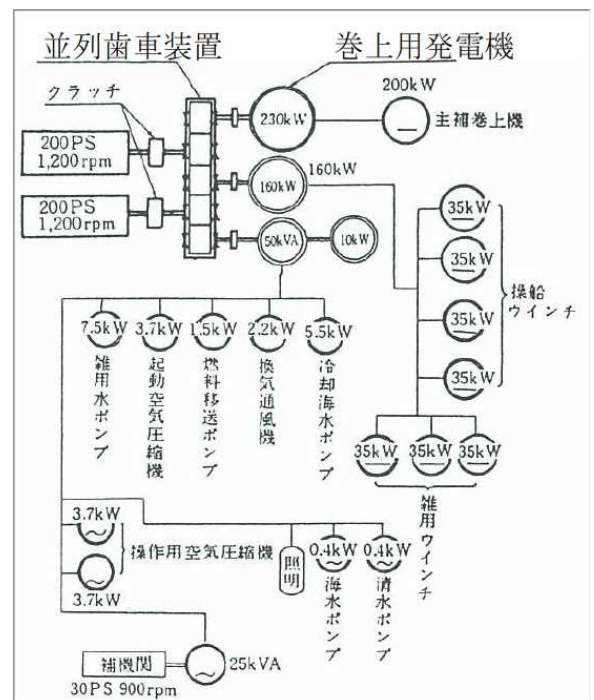 並列歯車装置
巻上用発電機
クラッチ
200kW
230kW
主補巻上機
200PS
1,200rpm
160kW
160kW
200PS
1,200rpm
50kVA
10kW
35kW
35kW
35kW
35kW
操船ウインチ
7.5kW
3.7kW
1.5kW
2.2kW
5.5kW
雑用水ポンプ
起動空気圧縮機
燃料移送ポンプ
換気通風機
冷却海水ポンプ
35kW
35kW
35kW
雑用ウインチ
3.7kW
操作用空気圧縮機
3.7kW
照明
0.4kW
0.4kW
海水ポンプ
清水ポンプ
補機関
25kVA
30PS 900rpm